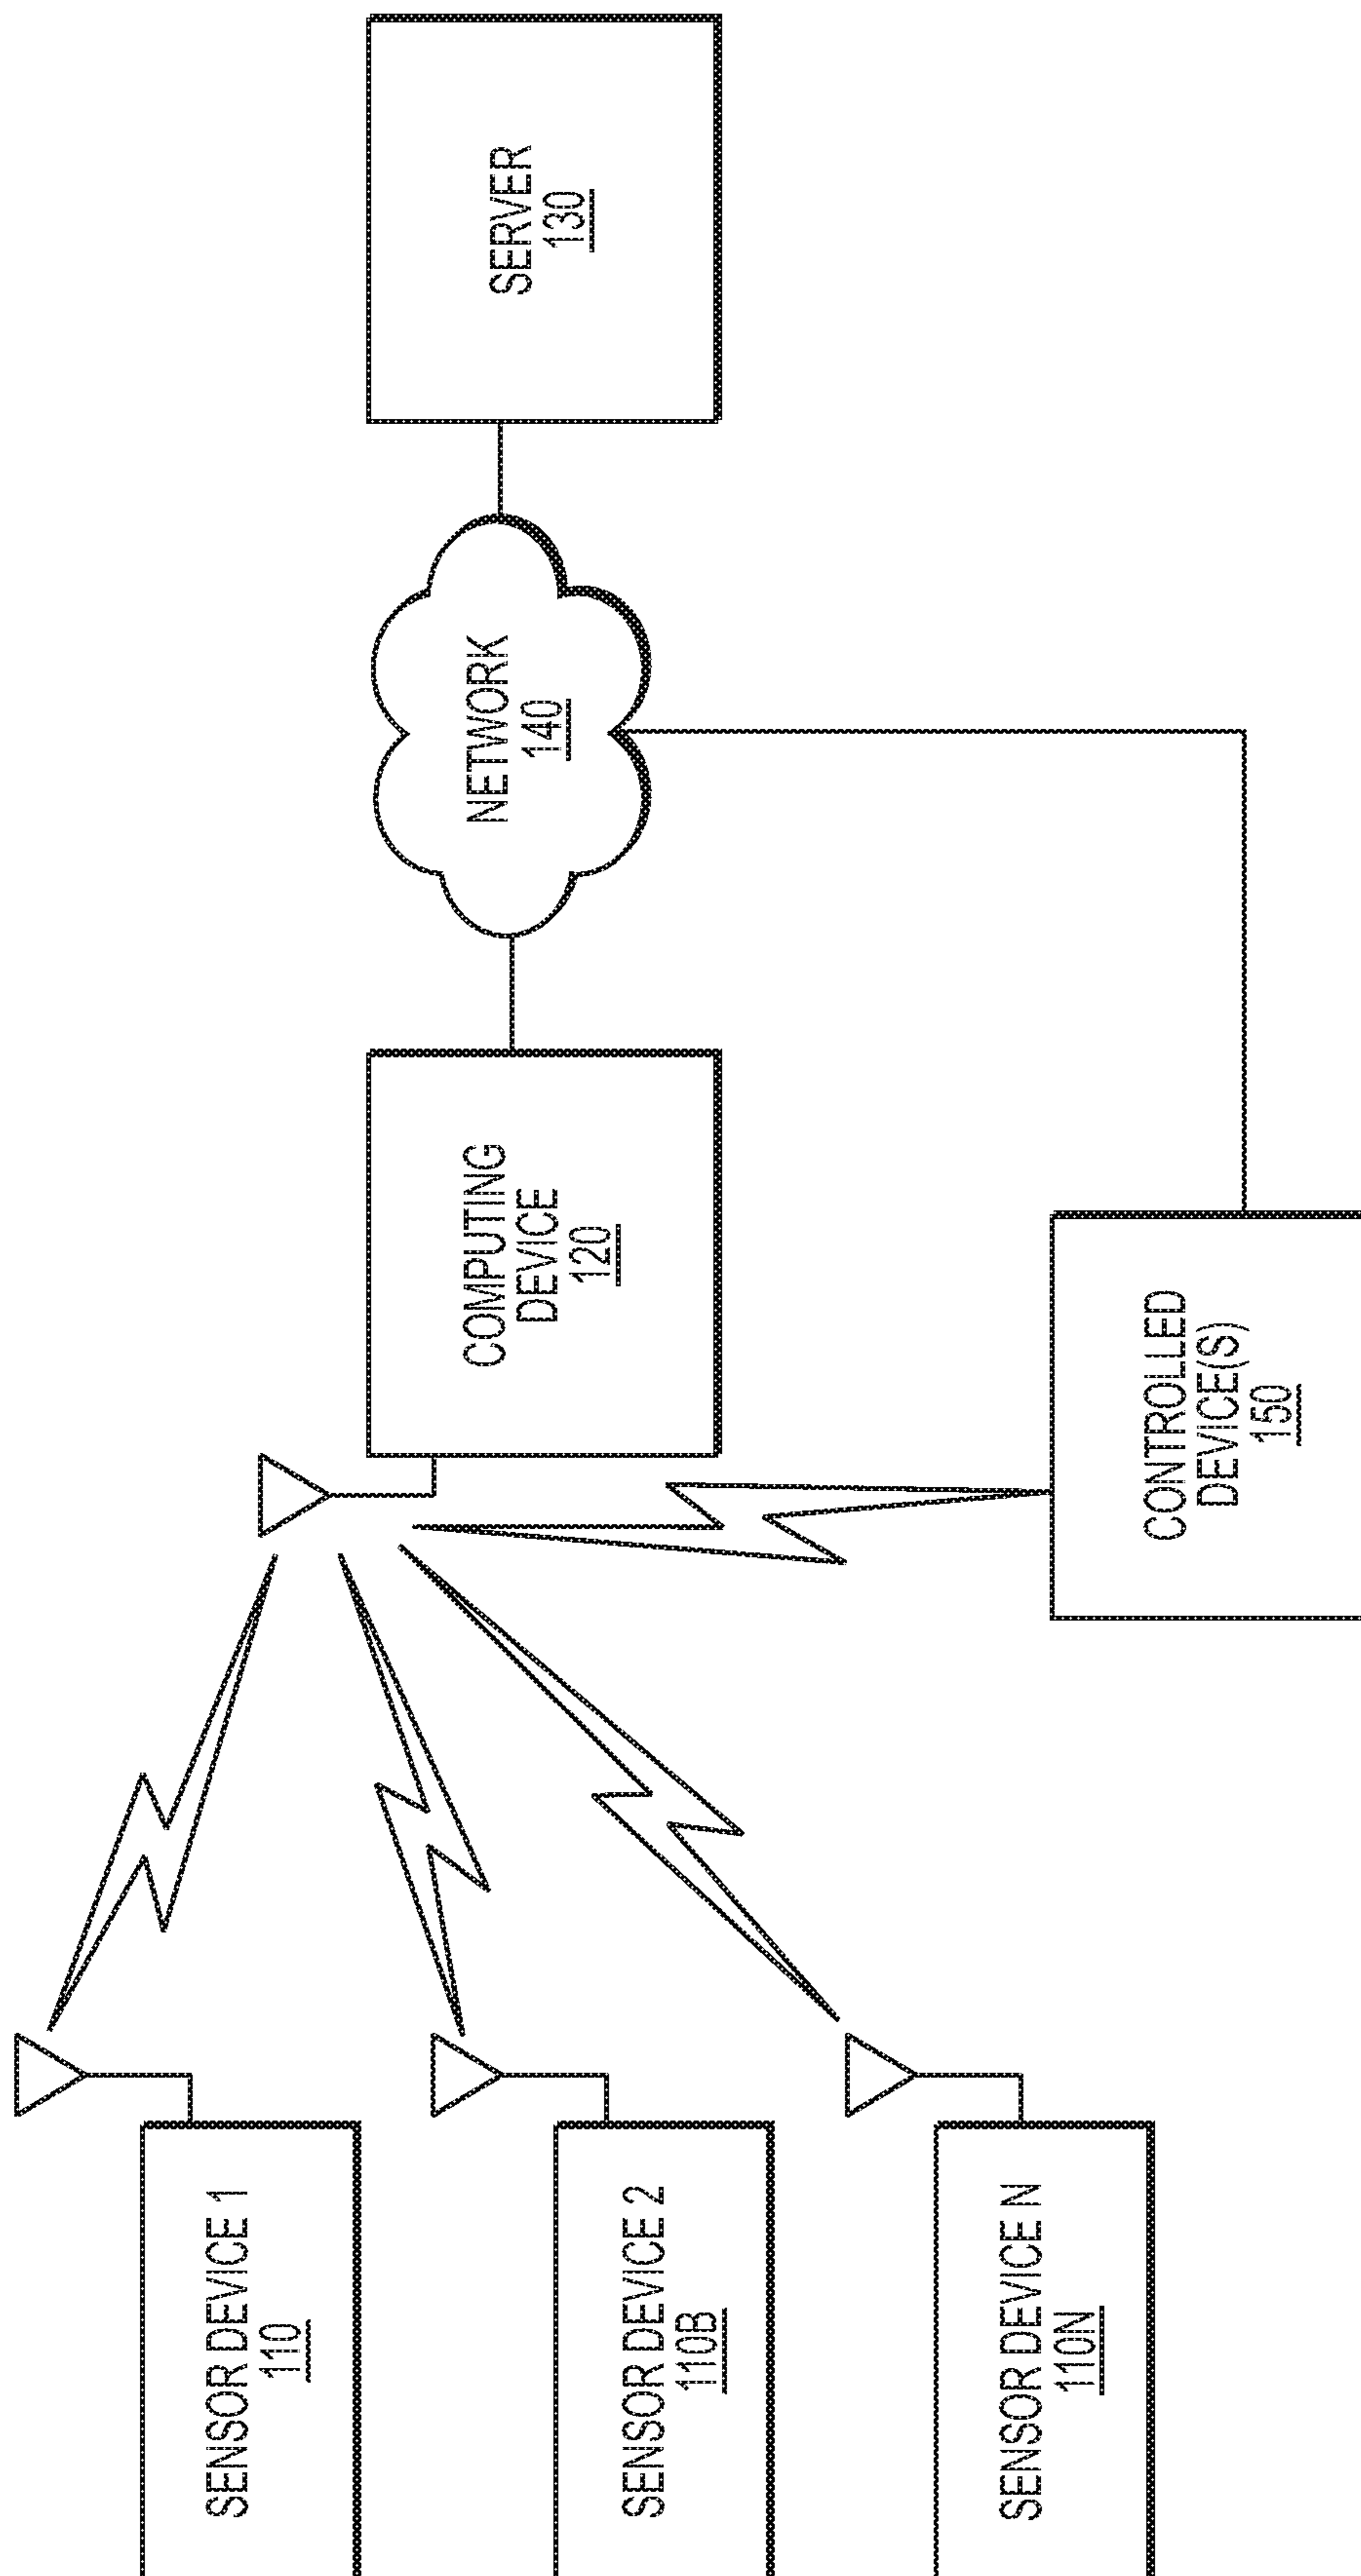 SENSOR DEVICE 1
110
SENSOR DEVICE 2
110B
SENSOR DEVICE N
110N
COMPUTING
DEVICE
120
NETWORK
140
SERVER
130
CONTROLLED
DEVICE(S)
150